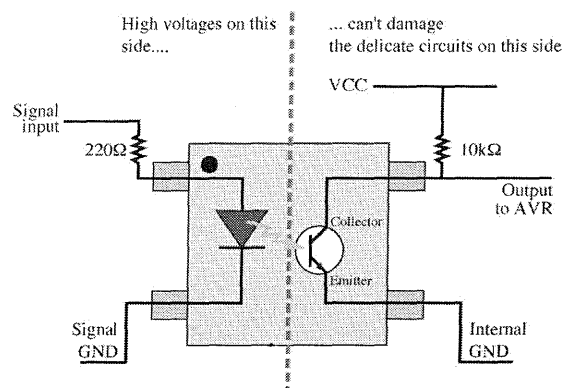 High voltages on this
side....
... can't damage
the delicate circuits on this side
VCC
Signal
input
220Ω
10kΩ
Output
to AVR
Collector
Emitter
Signal
GND
Internal
GND